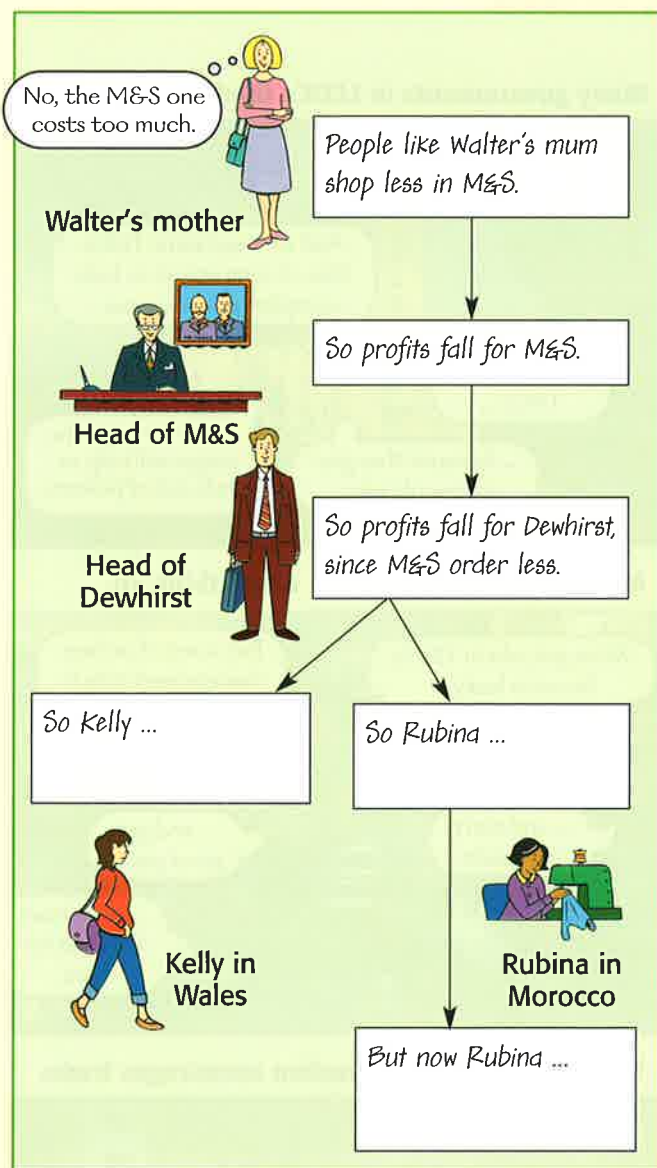 No, the M&S one
costs too much.
Walter's mother
People like Walter's mum
shop less in M&S.
Head of M&S
So profits fall for M&S.
Head of
Dewhirst
So profits fall for Dewhirst,
since M&S order less.
So Kelly ...
So Rubina ...
Kelly in
Wales
Rubina in
Morocco
But now Rubina ...